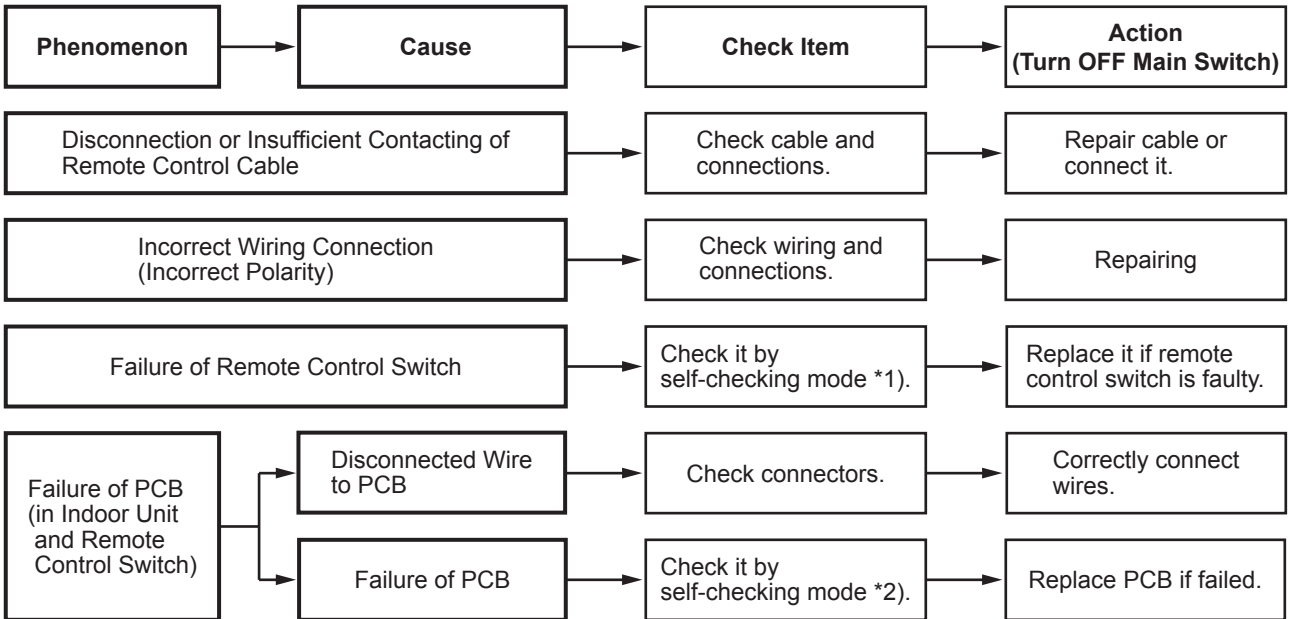 Phenomenon
Cause
Check Item
Action
(Turn OFF Main Switch)
Disconnection or Insufficient Contacting of
Remote Control Cable
Check cable and
connections.
Repair cable or
connect it.
Incorrect Wiring Connection
(Incorrect Polarity)
Check wiring and
connections.
Repairing
Failure of Remote Control Switch
Check it by
self-checking mode *1).
Replace it if remote
control switch is faulty.
Failure of PCB
(in Indoor Unit
and Remote
Control Switch)
Disconnected Wire
to PCB
Check connectors.
Correctly connect
wires.
Failure of PCB
Check it by
self-checking mode *2).
Replace PCB if failed.